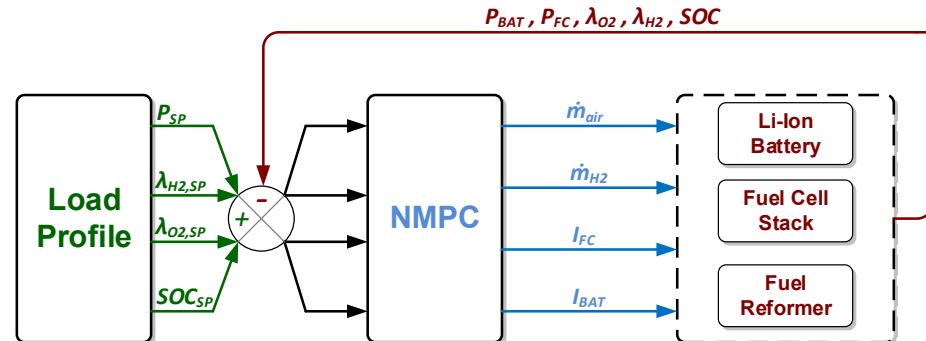 P_BAT , P_FC , λ_O2 , λ_H2 , SOC
Load
Profile
P_SP
λ_H2,SP
λ_O2,SP
SOC_SP
-
+
NMPC
ṁ_air
ṁ_H2
I_FC
I_BAT
Li-Ion
Battery
Fuel Cell
Stack
Fuel
Reformer